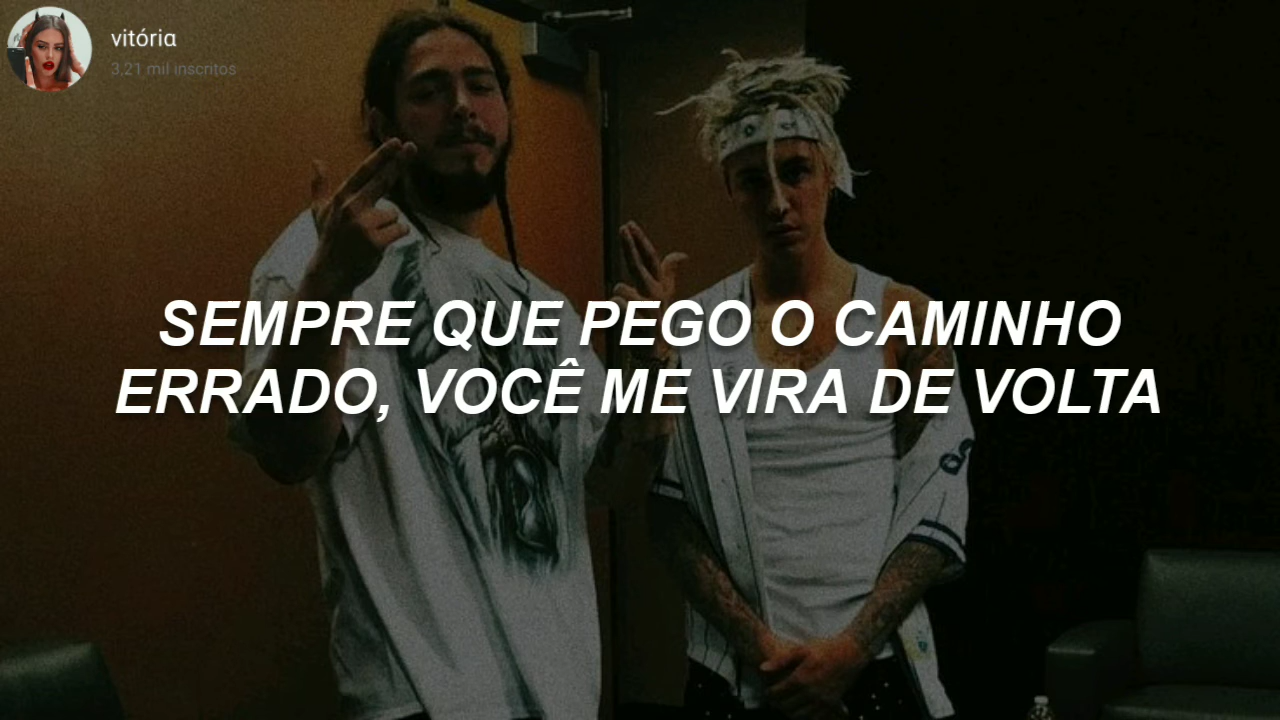 vitória
3,21 mil inscritos
SEMPRE QUE PEGO O CAMINHO
ERRADO, VOCÊ ME VIRA DE VOLTA